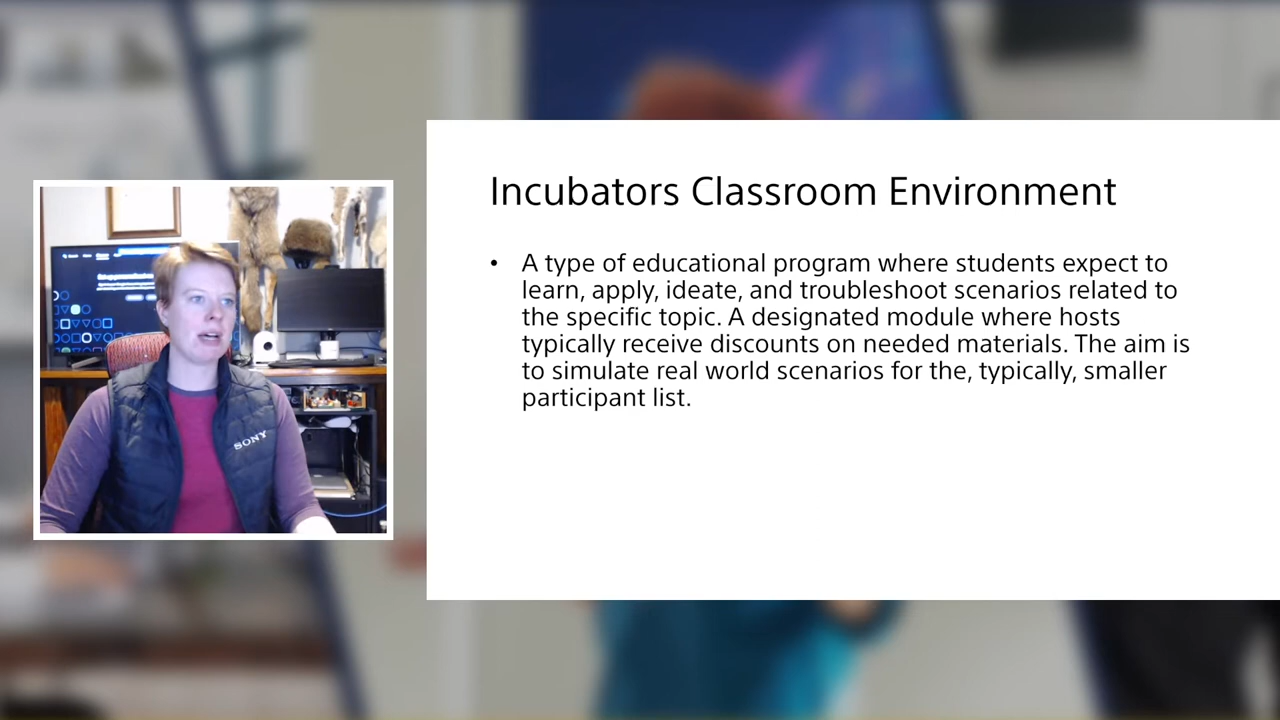 Incubators Classroom Environment
• A type of educational program where students expect to
learn, apply, ideate, and troubleshoot scenarios related to
the specific topic. A designated module where hosts
typically receive discounts on needed materials. The aim is
to simulate real world scenarios for the, typically, smaller
participant list.
SONY